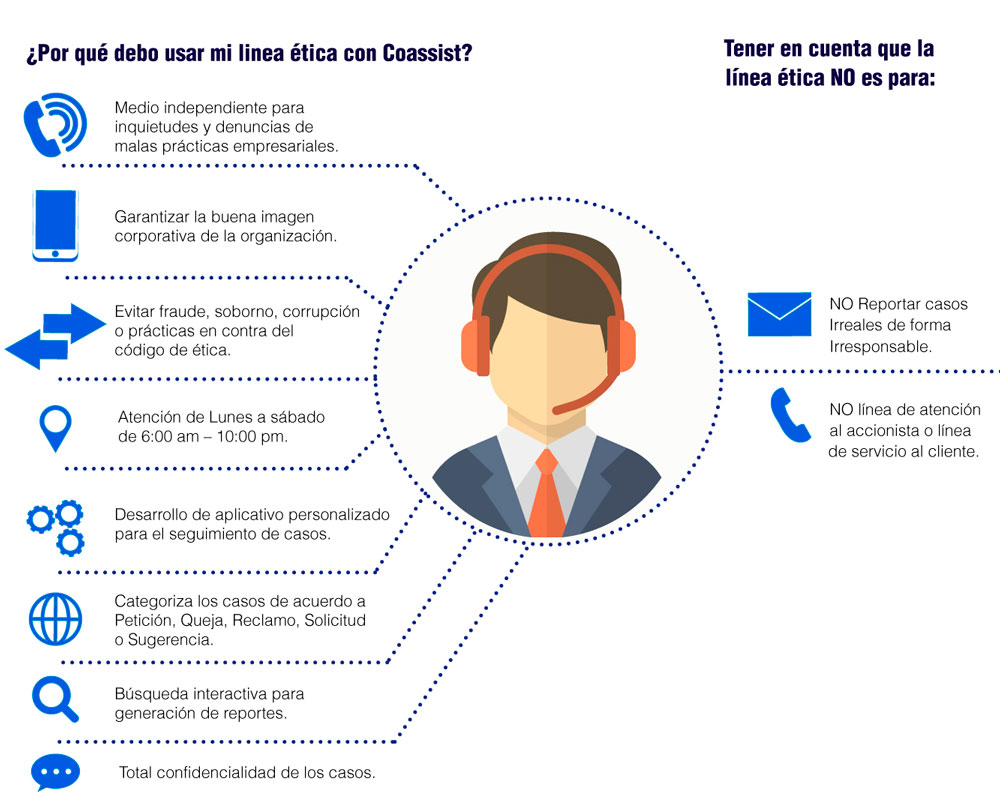 ¿Por qué debo usar mi linea ética con Coassist?
Medio independiente para
inquietudes y denuncias de
malas prácticas empresariales.
Garantizar la buena imagen
corporativa de la organización.
Evitar fraude, soborno, corrupción
o prácticas en contra del
código de ética.
Atención de Lunes a sábado
de 6:00 am – 10:00 pm.
Desarrollo de aplicativo personalizado
para el seguimiento de casos.
Categoriza los casos de acuerdo a
Petición, Queja, Reclamo, Solicitud
o Sugerencia.
Búsqueda interactiva para
generación de reportes.
Total confidencialidad de los casos.
Tener en cuenta que la
línea ética NO es para:
NO Reportar casos
Irreales de forma
Irresponsable.
NO línea de atención
al accionista o línea
de servicio al cliente.